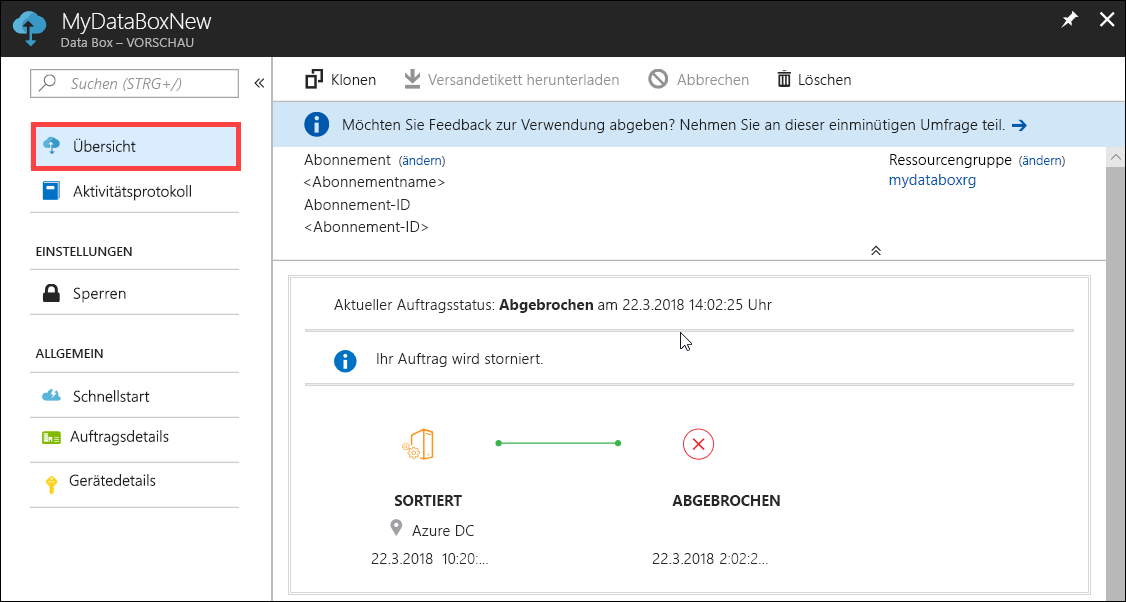 MyDataBoxNew
Data Box – VORSCHAU
Suchen (STRG+/)
«
Übersicht
Aktivitätsprotokoll
EINSTELLUNGEN
Sperren
ALLGEMEIN
Schnellstart
Auftragsdetails
Gerätedetails
Klonen
Versandetikett herunterladen
Abbrechen
Löschen
Möchten Sie Feedback zur Verwendung abgeben? Nehmen Sie an dieser einminütigen Umfrage teil. →
Abonnement (ändern)
<Abonnementname>
Abonnement-ID
<Abonnement-ID>
Ressourcengruppe (ändern)
mydataboxrg
Aktueller Auftragsstatus: Abgebrochen am 22.3.2018 14:02:25 Uhr
Ihr Auftrag wird storniert.
SORTIERT
Azure DC
22.3.2018 10:20:...
ABGEBROCHEN
22.3.2018 2:02:2...